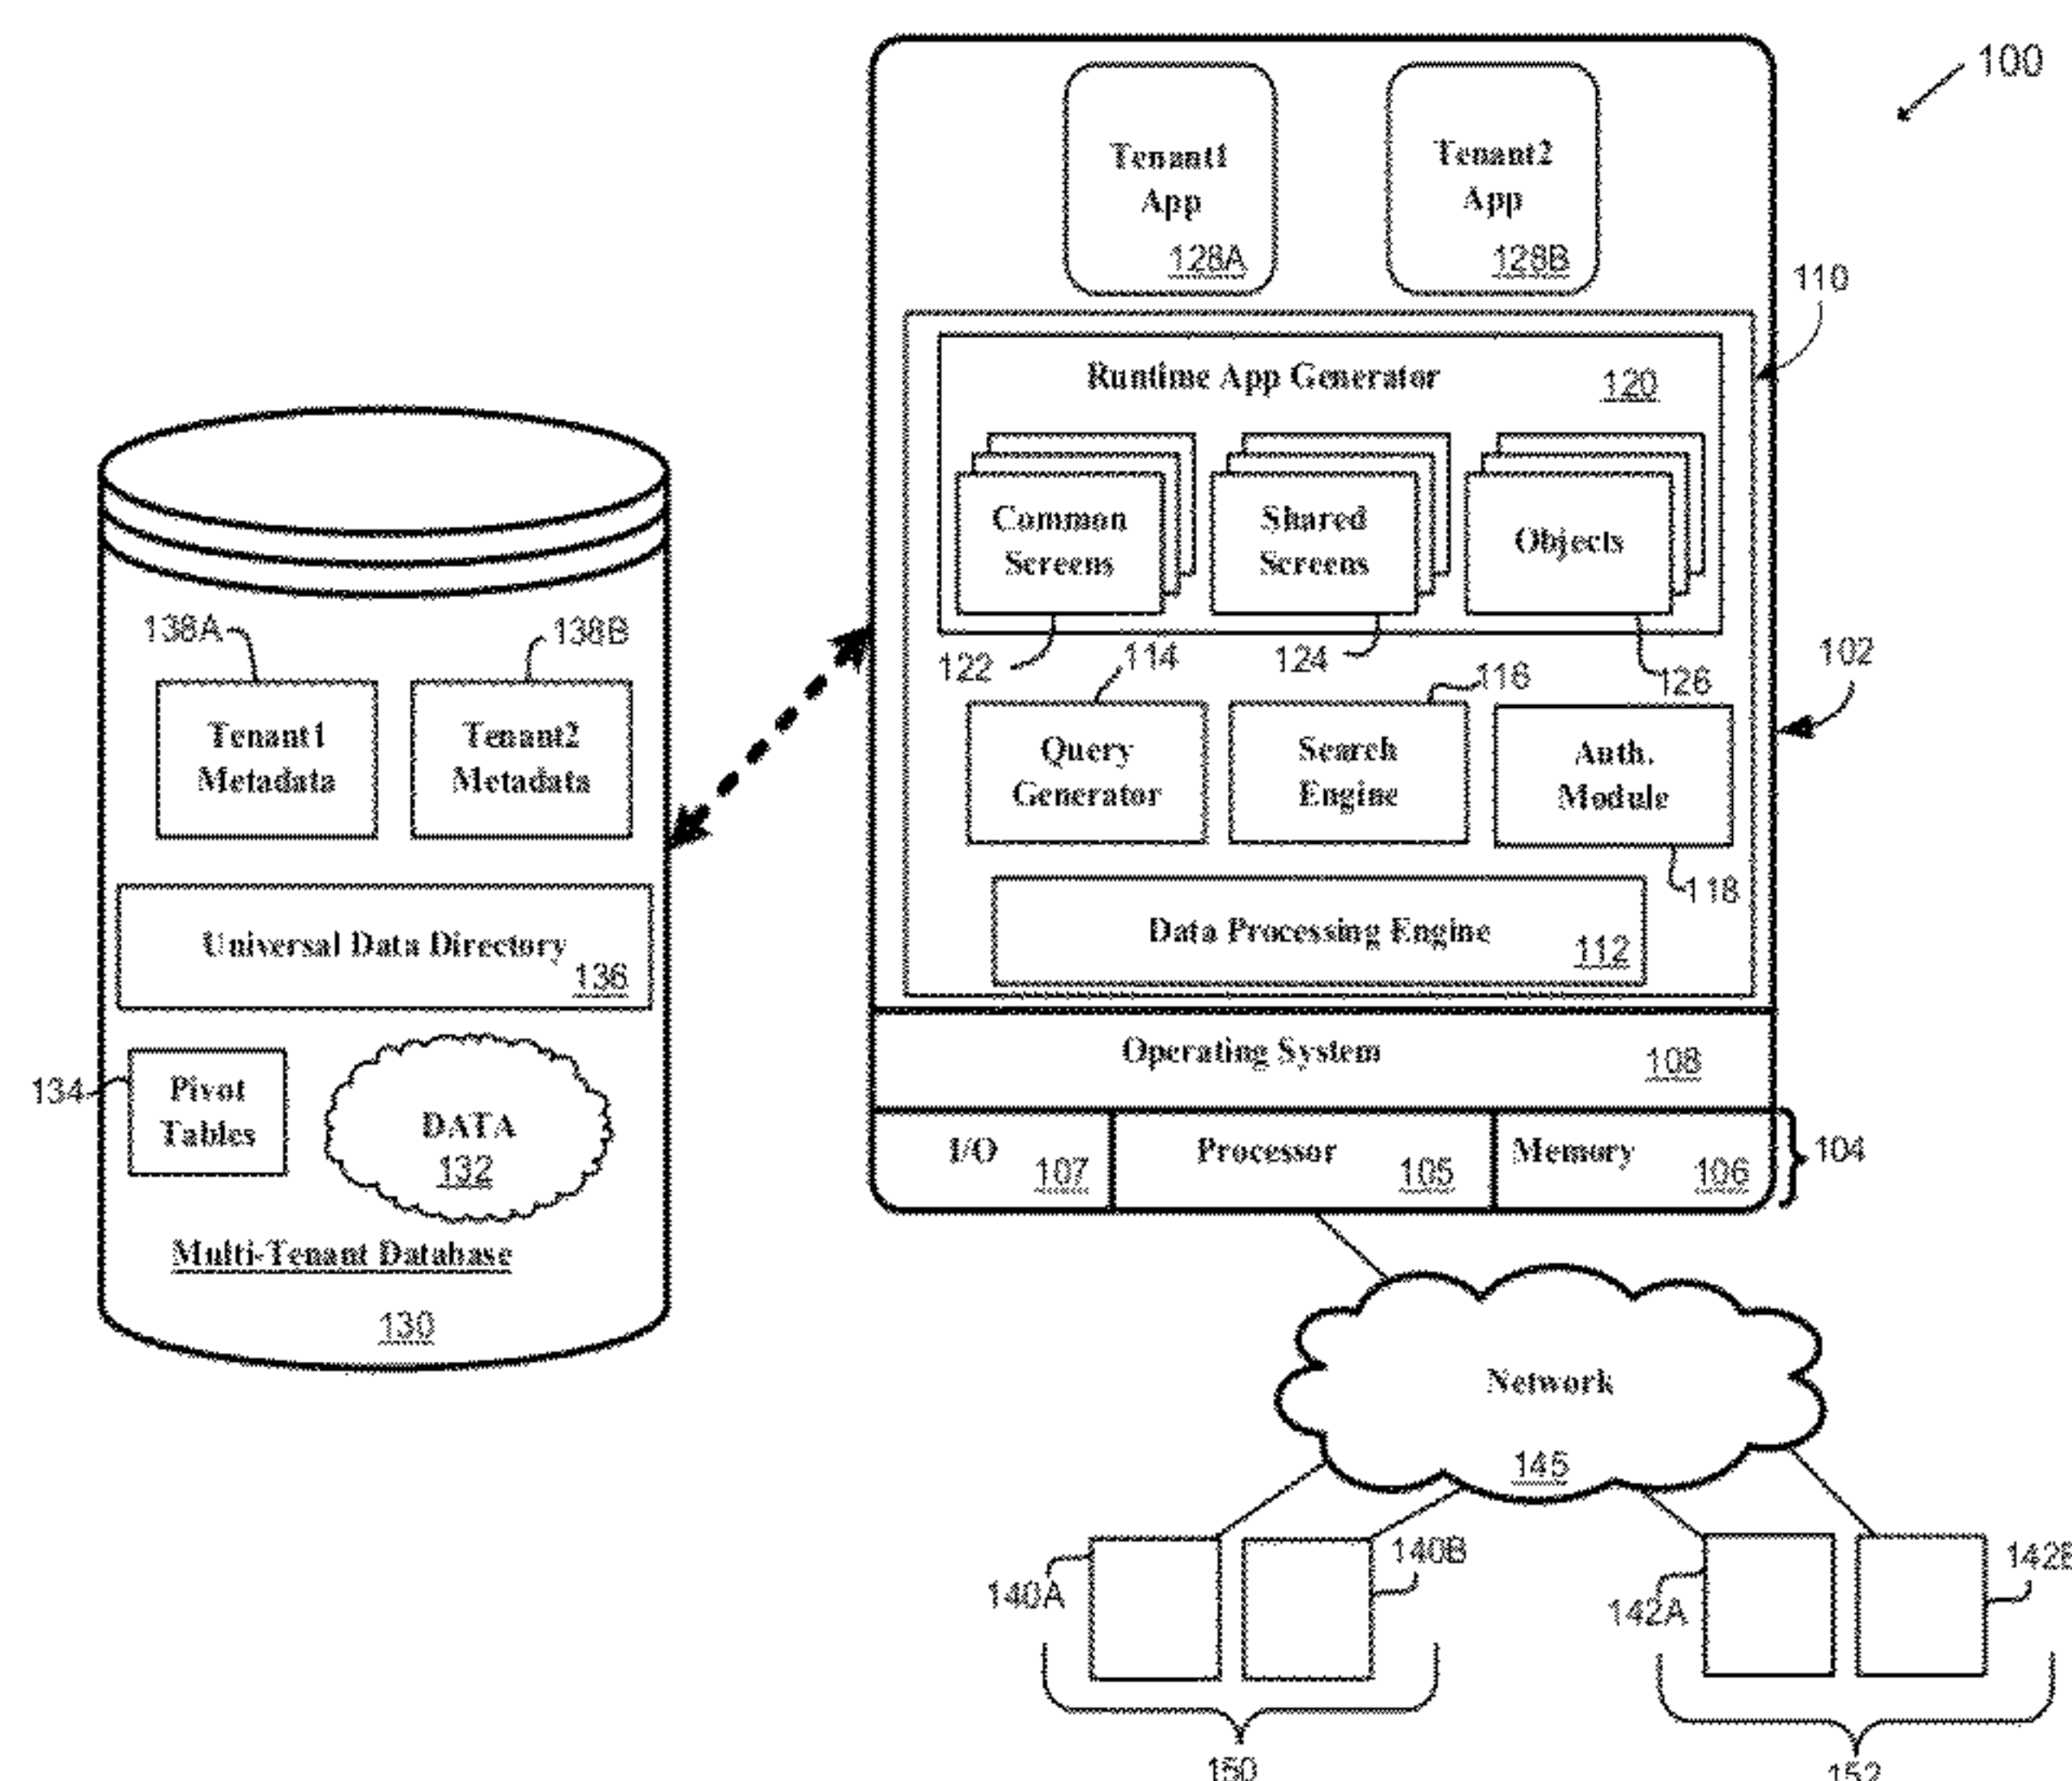 100
Tenant1
App
128A
Tenant2
App
128B
110
Runtime App Generator
120
Common
Screens
Shared
Screens
Objects
122
114
124
116
126
102
Query
Generator
Search
Engine
Auth.
Module
118
Data Processing Engine
112
Operating System
108
I/O
107
Processor
105
Memory
106
104
138A
138B
Tenant1
Metadata
Tenant2
Metadata
Universal Data Directory
136
134
Pivot
Tables
DATA
132
Multi-Tenant Database
130
Network
145
140A
140B
142A
142B
150
152